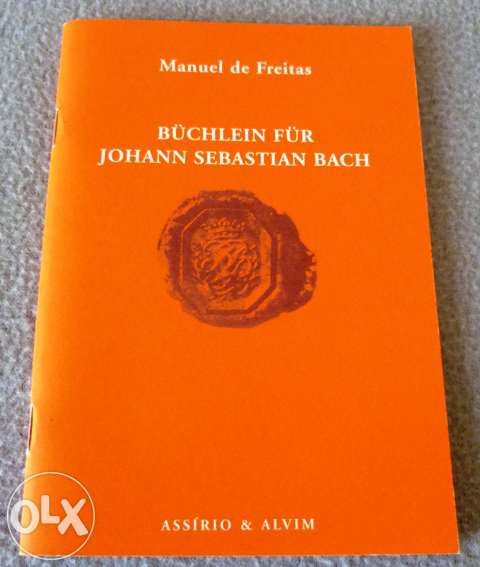 Manuel de Freitas
BÜCHLEIN FÜR
JOHANN SEBASTIAN BACH
ASSÍRIO & ALVIM
OLX